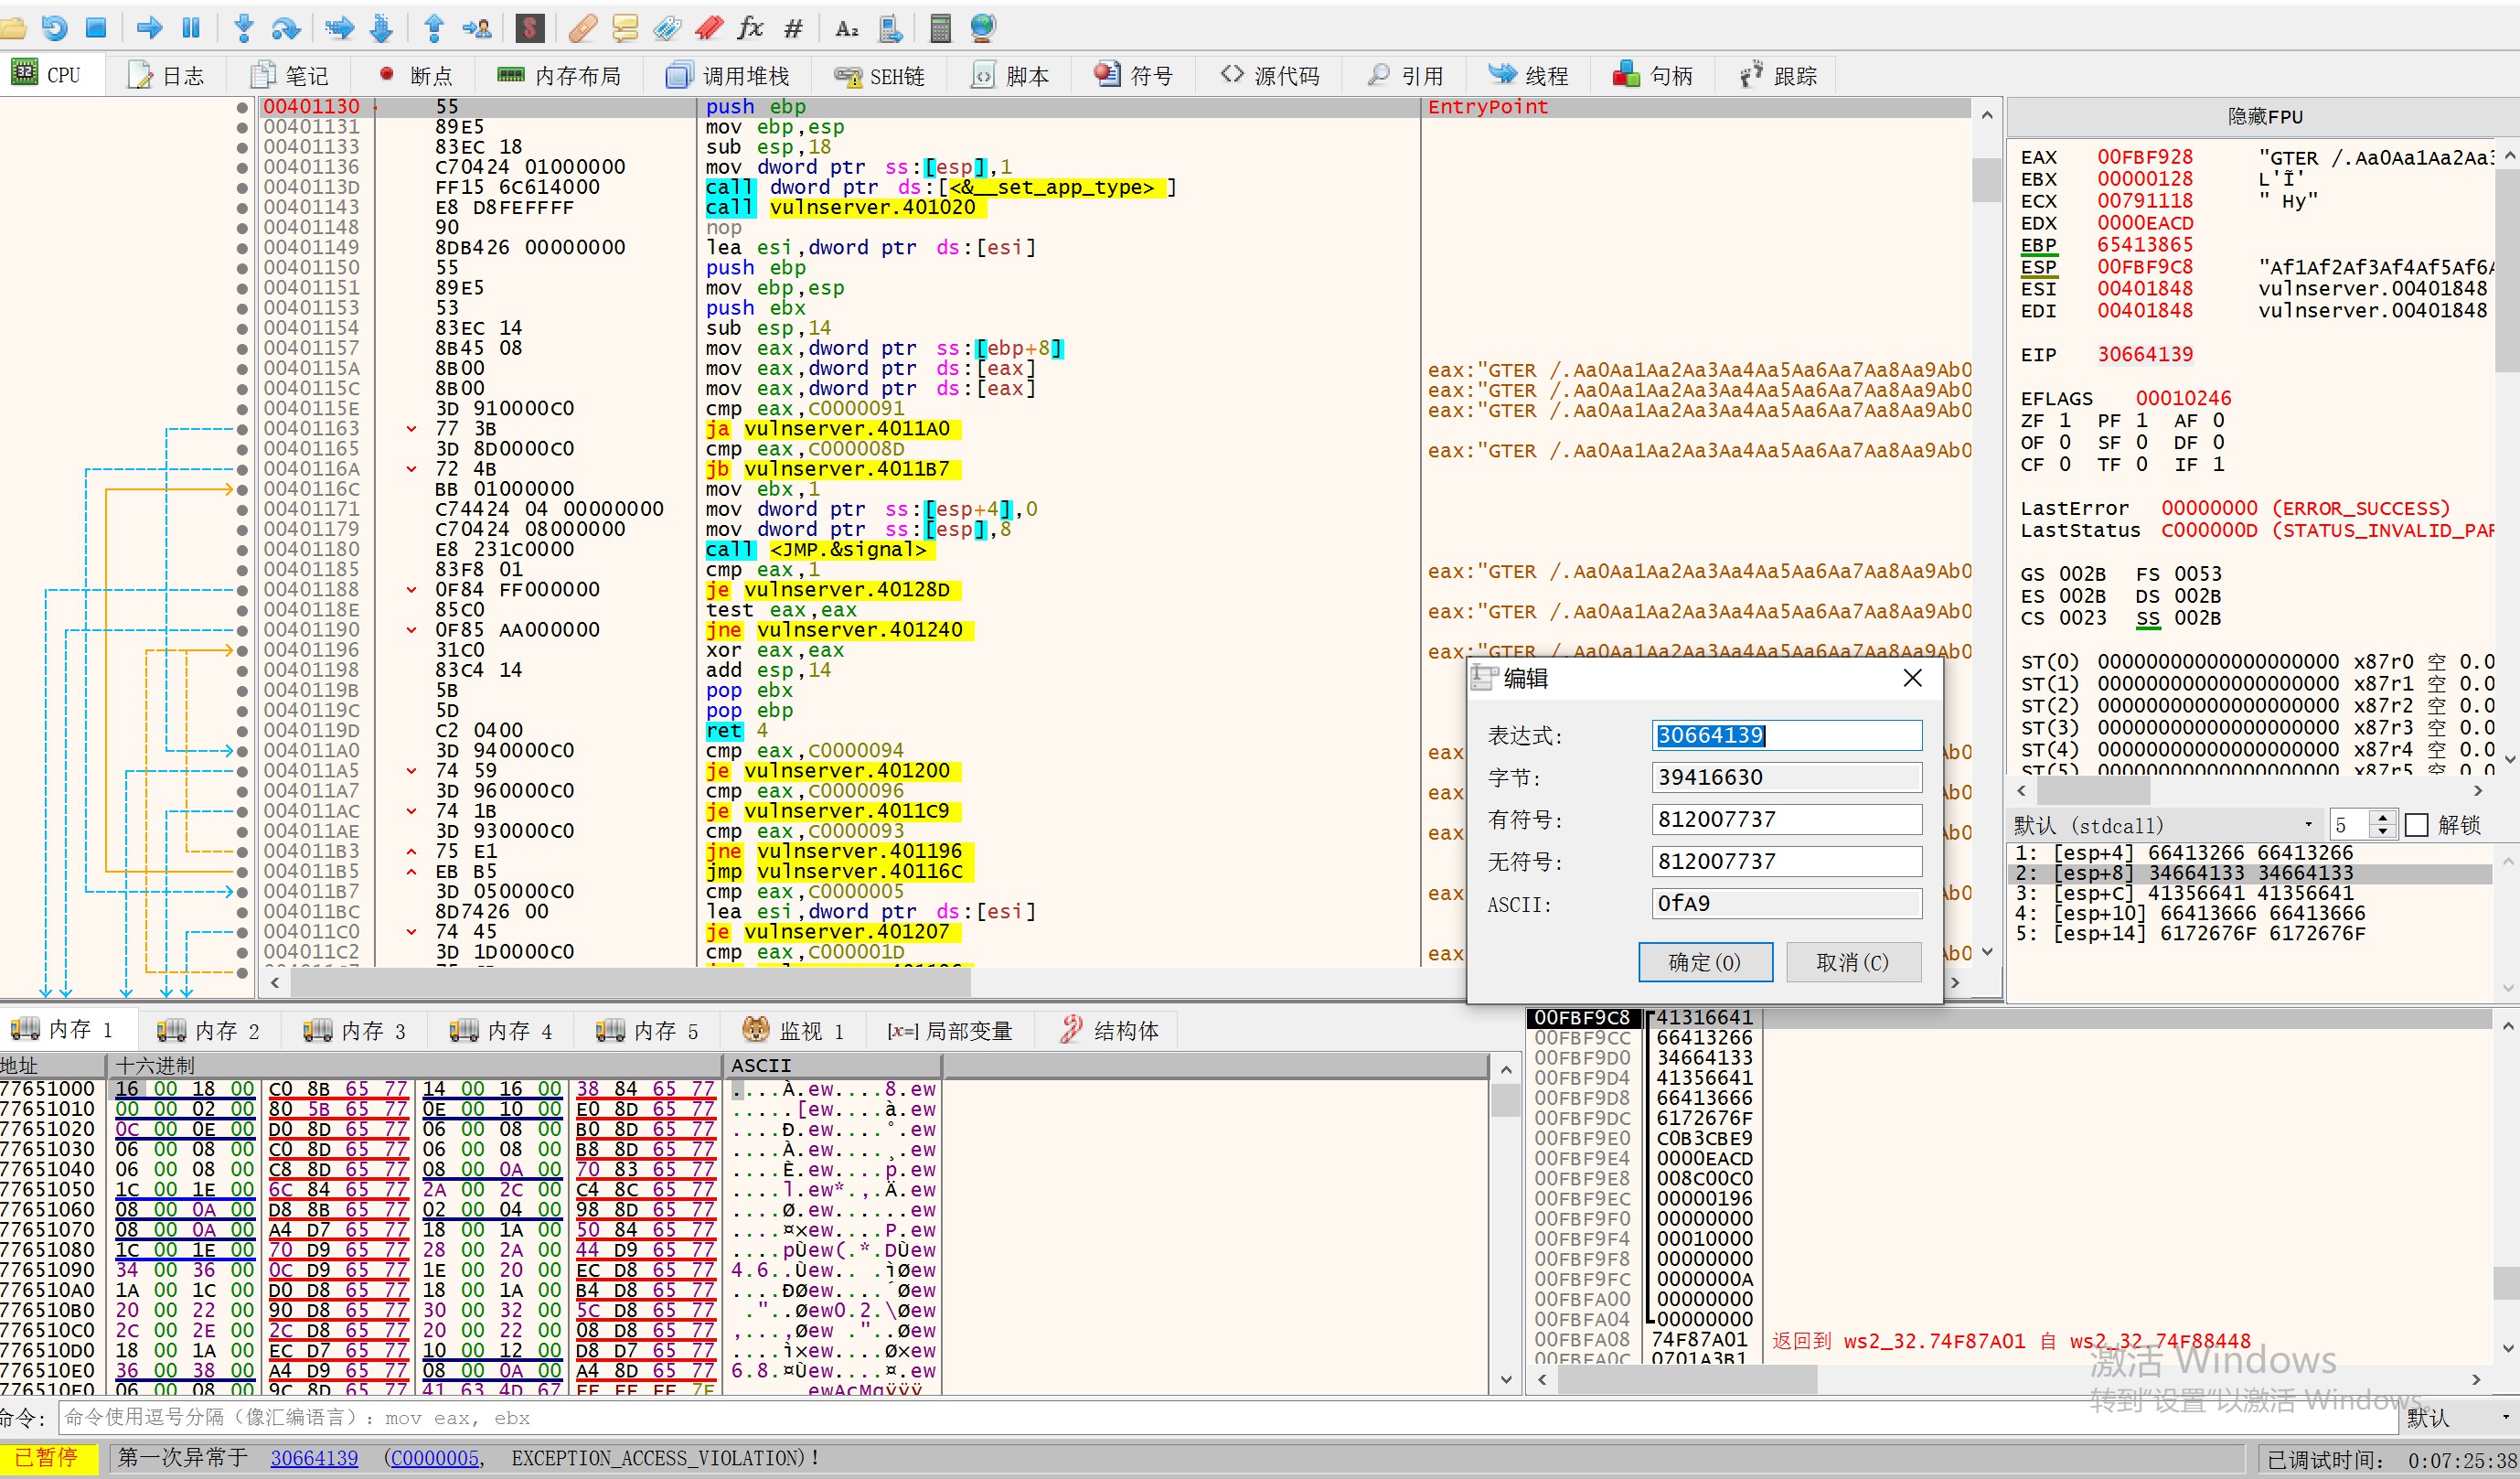 CPU 日志 笔记 断点 内存布局 调用堆栈 SEH链 脚本 符号 源代码 引用 线程 句柄 跟踪
00401130 55 push ebp EntryPoint
00401131 89E5 mov ebp,esp
00401133 83EC 18 sub esp,18
00401136 C70424 01000000 mov dword ptr ss:[esp],1
0040113D FF15 6C614000 call dword ptr ds:[<&__set_app_type>]
00401143 E8 D8FEFFFF call vulnserver.401020
00401148 90 nop
00401149 8DB426 00000000 lea esi,dword ptr ds:[esi]
00401150 55 push ebp
00401151 89E5 mov ebp,esp
00401153 53 push ebx
00401154 83EC 14 sub esp,14
00401157 8B45 08 mov eax,dword ptr ss:[ebp+8]
0040115A 8B00 mov eax,dword ptr ds:[eax] eax:"GTER /.Aa0Aa1Aa2Aa3Aa4Aa5Aa6Aa7Aa8Aa9Ab0
0040115C 8B00 mov eax,dword ptr ds:[eax] eax:"GTER /.Aa0Aa1Aa2Aa3Aa4Aa5Aa6Aa7Aa8Aa9Ab0
0040115E 3D 910000C0 cmp eax,C0000091 eax:"GTER /.Aa0Aa1Aa2Aa3Aa4Aa5Aa6Aa7Aa8Aa9Ab0
00401163 77 3B ja vulnserver.4011A0
00401165 3D 8D0000C0 cmp eax,C000008D eax:"GTER /.Aa0Aa1Aa2Aa3Aa4Aa5Aa6Aa7Aa8Aa9Ab0
0040116A 72 4B jb vulnserver.4011B7
0040116C BB 01000000 mov ebx,1
00401171 C74424 04 00000000 mov dword ptr ss:[esp+4],0
00401179 C70424 08000000 mov dword ptr ss:[esp],8
00401180 E8 231C0000 call <JMP.&signal>
00401185 83F8 01 cmp eax,1 eax:"GTER /.Aa0Aa1Aa2Aa3Aa4Aa5Aa6Aa7Aa8Aa9Ab0
00401188 0F84 FF000000 je vulnserver.40128D
0040118E 85C0 test eax,eax eax:"GTER /.Aa0Aa1Aa2Aa3Aa4Aa5Aa6Aa7Aa8Aa9Ab0
00401190 0F85 AA000000 jne vulnserver.401240
00401196 31C0 xor eax,eax eax:"GTER /.Aa0Aa1Aa2Aa3Aa4Aa5Aa6Aa7Aa8Aa9Ab0
00401198 83C4 14 add esp,14
0040119B 5B pop ebx
0040119C 5D pop ebp
0040119D C2 0400 ret 4
004011A0 3D 940000C0 cmp eax,C0000094 eax Ab0
004011A5 74 59 je vulnserver.401200
004011A7 3D 960000C0 cmp eax,C0000096 eax Ab0
004011AC 74 1B je vulnserver.4011C9
004011AE 3D 930000C0 cmp eax,C0000093 eax Ab0
004011B3 75 E1 jne vulnserver.401196
004011B5 EB B5 jmp vulnserver.40116C
004011B7 3D 050000C0 cmp eax,C0000005 eax Ab0
004011BC 8D7426 00 lea esi,dword ptr ds:[esi]
004011C0 74 45 je vulnserver.401207
004011C2 3D 1D0000C0 cmp eax,C000001D eax Ab0
隐藏FPU
EAX 00FBF928 "GTER /.Aa0Aa1Aa2Aa3
EBX 00000128 L'Ĩ'
ECX 00791118 " Hy"
EDX 0000EACD
EBP 65413865
ESP 00FBF9C8 "Af1Af2Af3Af4Af5Af6A
ESI 00401848 vulnserver.00401848
EDI 00401848 vulnserver.00401848
EIP 30664139
EFLAGS 00010246
ZF 1 PF 1 AF 0
OF 0 SF 0 DF 0
CF 0 TF 0 IF 1
LastError 00000000 (ERROR_SUCCESS)
LastStatus C000000D (STATUS_INVALID_PAR
GS 002B FS 0053
ES 002B DS 002B
CS 0023 SS 002B
ST(0) 00000000000000000000 x87r0 空 0.0
ST(1) 00000000000000000000 x87r1 空 0.0
ST(2) 00000000000000000000 x87r2 空 0.0
ST(3) 00000000000000000000 x87r3 空 0.0
ST(4) 00000000000000000000 x87r4 空 0.0
ST(5) 00000000000000000000 x87r5 空 0.0
默认 (stdcall) 5 解锁
1: [esp+4] 66413266 66413266
2: [esp+8] 34664133 34664133
3: [esp+C] 41356641 41356641
4: [esp+10] 66413666 66413666
5: [esp+14] 6172676F 6172676F
编辑
表达式: 30664139
字节: 39416630
有符号: 812007737
无符号: 812007737
ASCII: 0fA9
确定(O) 取消(C)
内存 1 内存 2 内存 3 内存 4 内存 5 监视 1 [x=] 局部变量 结构体
地址 十六进制 ASCII
77651000 16 00 18 00 C0 8B 65 77 14 00 16 00 38 84 65 77 ....À.ew....8.ew
77651010 00 00 02 00 80 5B 65 77 0E 00 10 00 E0 8D 65 77 .....[ew....à.ew
77651020 0C 00 0E 00 D0 8D 65 77 06 00 08 00 B0 8D 65 77 ....Ð.ew....°.ew
77651030 06 00 08 00 C0 8D 65 77 06 00 08 00 B8 8D 65 77 ....À.ew....¸.ew
77651040 06 00 08 00 C8 8D 65 77 08 00 0A 00 70 83 65 77 ....È.ew....p.ew
77651050 1C 00 1E 00 6C 84 65 77 2A 00 2C 00 C4 8C 65 77 ....l.ew*.,.Ä.ew
77651060 08 00 0A 00 D8 8B 65 77 02 00 04 00 98 8D 65 77 ....Ø.ew......ew
77651070 08 00 0A 00 A4 D7 65 77 18 00 1A 00 50 84 65 77 ....¤×ew....P.ew
77651080 1C 00 1E 00 70 D9 65 77 28 00 2A 00 44 D9 65 77 ....pÙew(.*.DÙew
77651090 34 00 36 00 0C D9 65 77 1E 00 20 00 EC D8 65 77 4.6..Ùew.. .ìØew
776510A0 1A 00 1C 00 D0 D8 65 77 18 00 1A 00 B4 D8 65 77 ....ÐØew....´Øew
776510B0 20 00 22 00 90 D8 65 77 30 00 32 00 5C D8 65 77  ."..Øew0.2.\Øew
776510C0 2C 00 2E 00 2C D8 65 77 20 00 22 00 08 D8 65 77 ,...,Øew ."..Øew
776510D0 18 00 1A 00 EC D7 65 77 10 00 12 00 D8 D7 65 77 ....ì×ew....Ø×ew
776510E0 36 00 38 00 A4 D9 65 77 08 00 0A 00 A4 8D 65 77 6.8.¤Ùew....¤.ew
776510F0 06 00 08 00 9C 8D 65 77 41 63 4D 67
00FBF9C8 41316641
00FBF9CC 66413266
00FBF9D0 34664133
00FBF9D4 41356641
00FBF9D8 66413666
00FBF9DC 6172676F
00FBF9E0 C0B3CBE9
00FBF9E4 0000EACD
00FBF9E8 008C00C0
00FBF9EC 00000196
00FBF9F0 00000000
00FBF9F4 00010000
00FBF9F8 00000000
00FBF9FC 0000000A
00FBFA00 00000000
00FBFA04 00000000
00FBFA08 74F87A01 返回到 ws2_32.74F87A01 自 ws2_32.74F88448
00FBFA0C 0701A3B1
激活 Windows
转到"设置"以激活 Windows。
命令: 命令使用逗号分隔（像汇编语言）: mov eax, ebx 默认
已暂停 第一次异常于 30664139 (C0000005, EXCEPTION_ACCESS_VIOLATION)! 已调试时间: 0:07:25:38